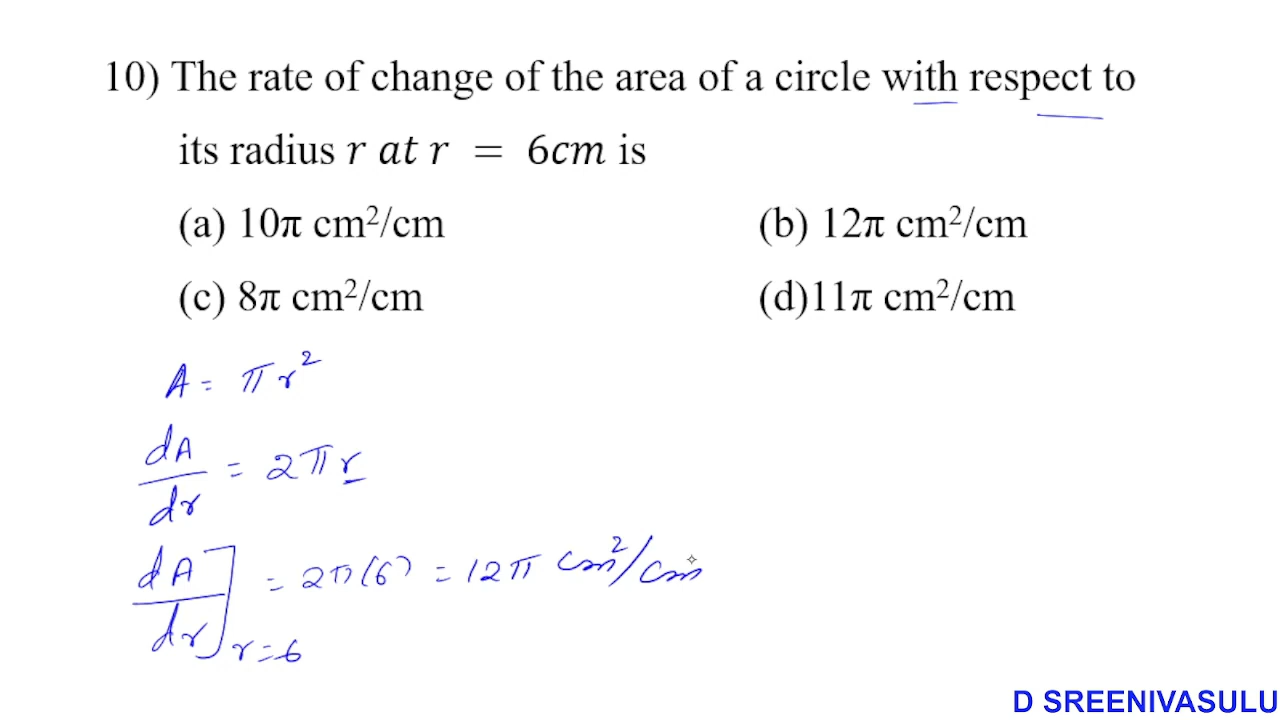 10) The rate of change of the area of a circle with respect to
its radius r at r = 6cm is
(a) 10π cm²/cm (b) 12π cm²/cm
(c) 8π cm²/cm (d)11π cm²/cm
A = πr²
dA/dr = 2πr
dA/dr]r=6 = 2π(6) = 12π cm²/cm
D SREENIVASULU